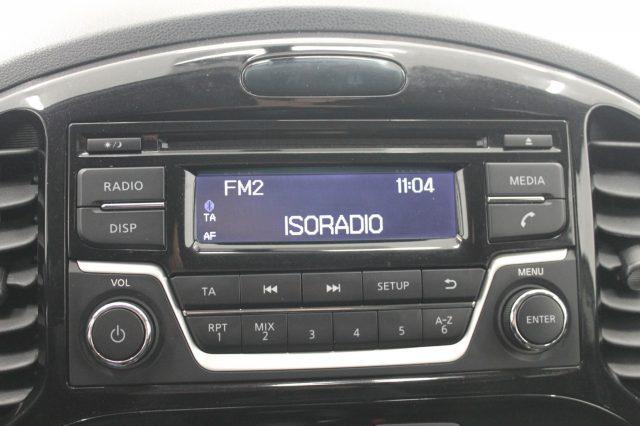 RADIO
DISP
FM2 11:04
TA
ISORADIO
AF
MEDIA
VOL
MENU
TA
SETUP
RPT
1
MIX
2
3
4
5
A-Z
6
ENTER